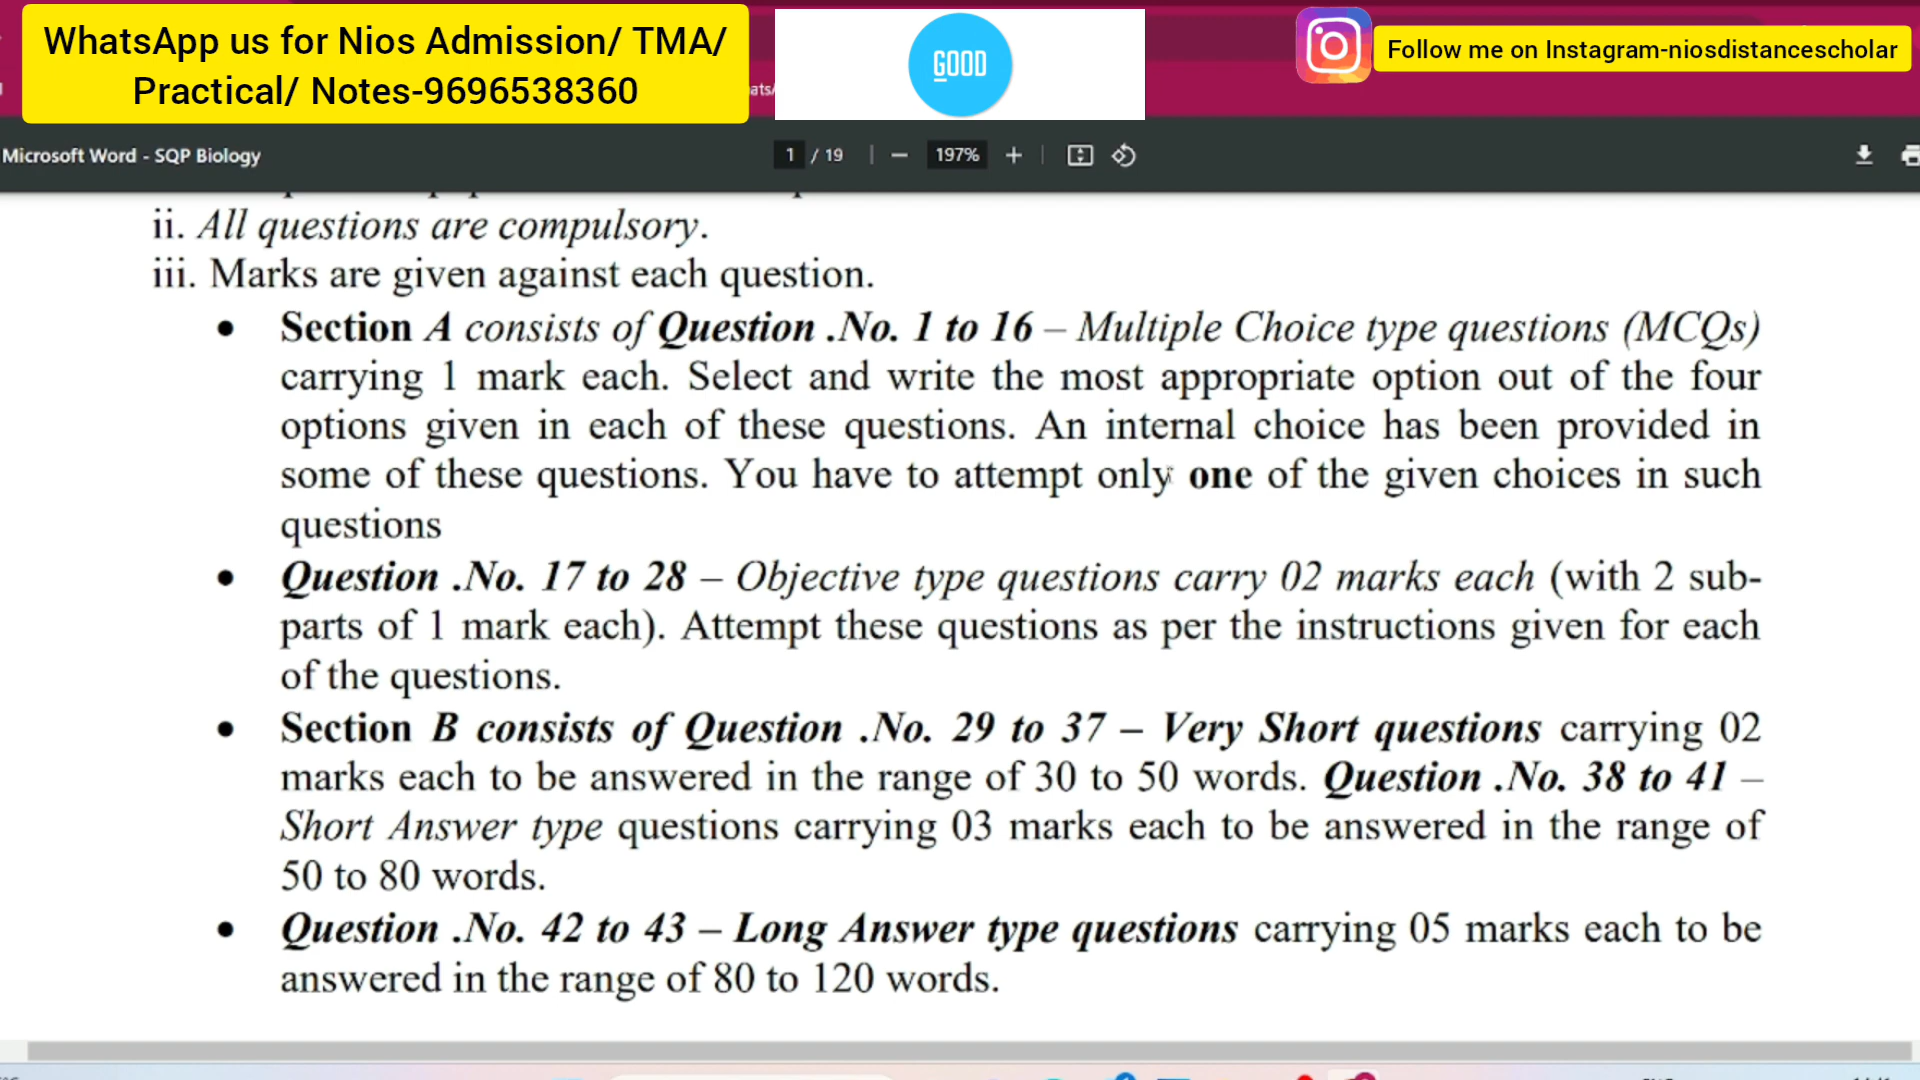 WhatsApp us for Nios Admission/ TMA/
Practical/ Notes-9696538360
GOOD
Follow me on Instagram-niosdistancescholar
Microsoft Word - SQP Biology
1 / 19 | − 197% + |
ii. All questions are compulsory.
iii. Marks are given against each question.
• Section A consists of Question .No. 1 to 16 – Multiple Choice type questions (MCQs)
carrying 1 mark each. Select and write the most appropriate option out of the four
options given in each of these questions. An internal choice has been provided in
some of these questions. You have to attempt only one of the given choices in such
questions
• Question .No. 17 to 28 – Objective type questions carry 02 marks each (with 2 sub-
parts of 1 mark each). Attempt these questions as per the instructions given for each
of the questions.
• Section B consists of Question .No. 29 to 37 – Very Short questions carrying 02
marks each to be answered in the range of 30 to 50 words. Question .No. 38 to 41 –
Short Answer type questions carrying 03 marks each to be answered in the range of
50 to 80 words.
• Question .No. 42 to 43 – Long Answer type questions carrying 05 marks each to be
answered in the range of 80 to 120 words.